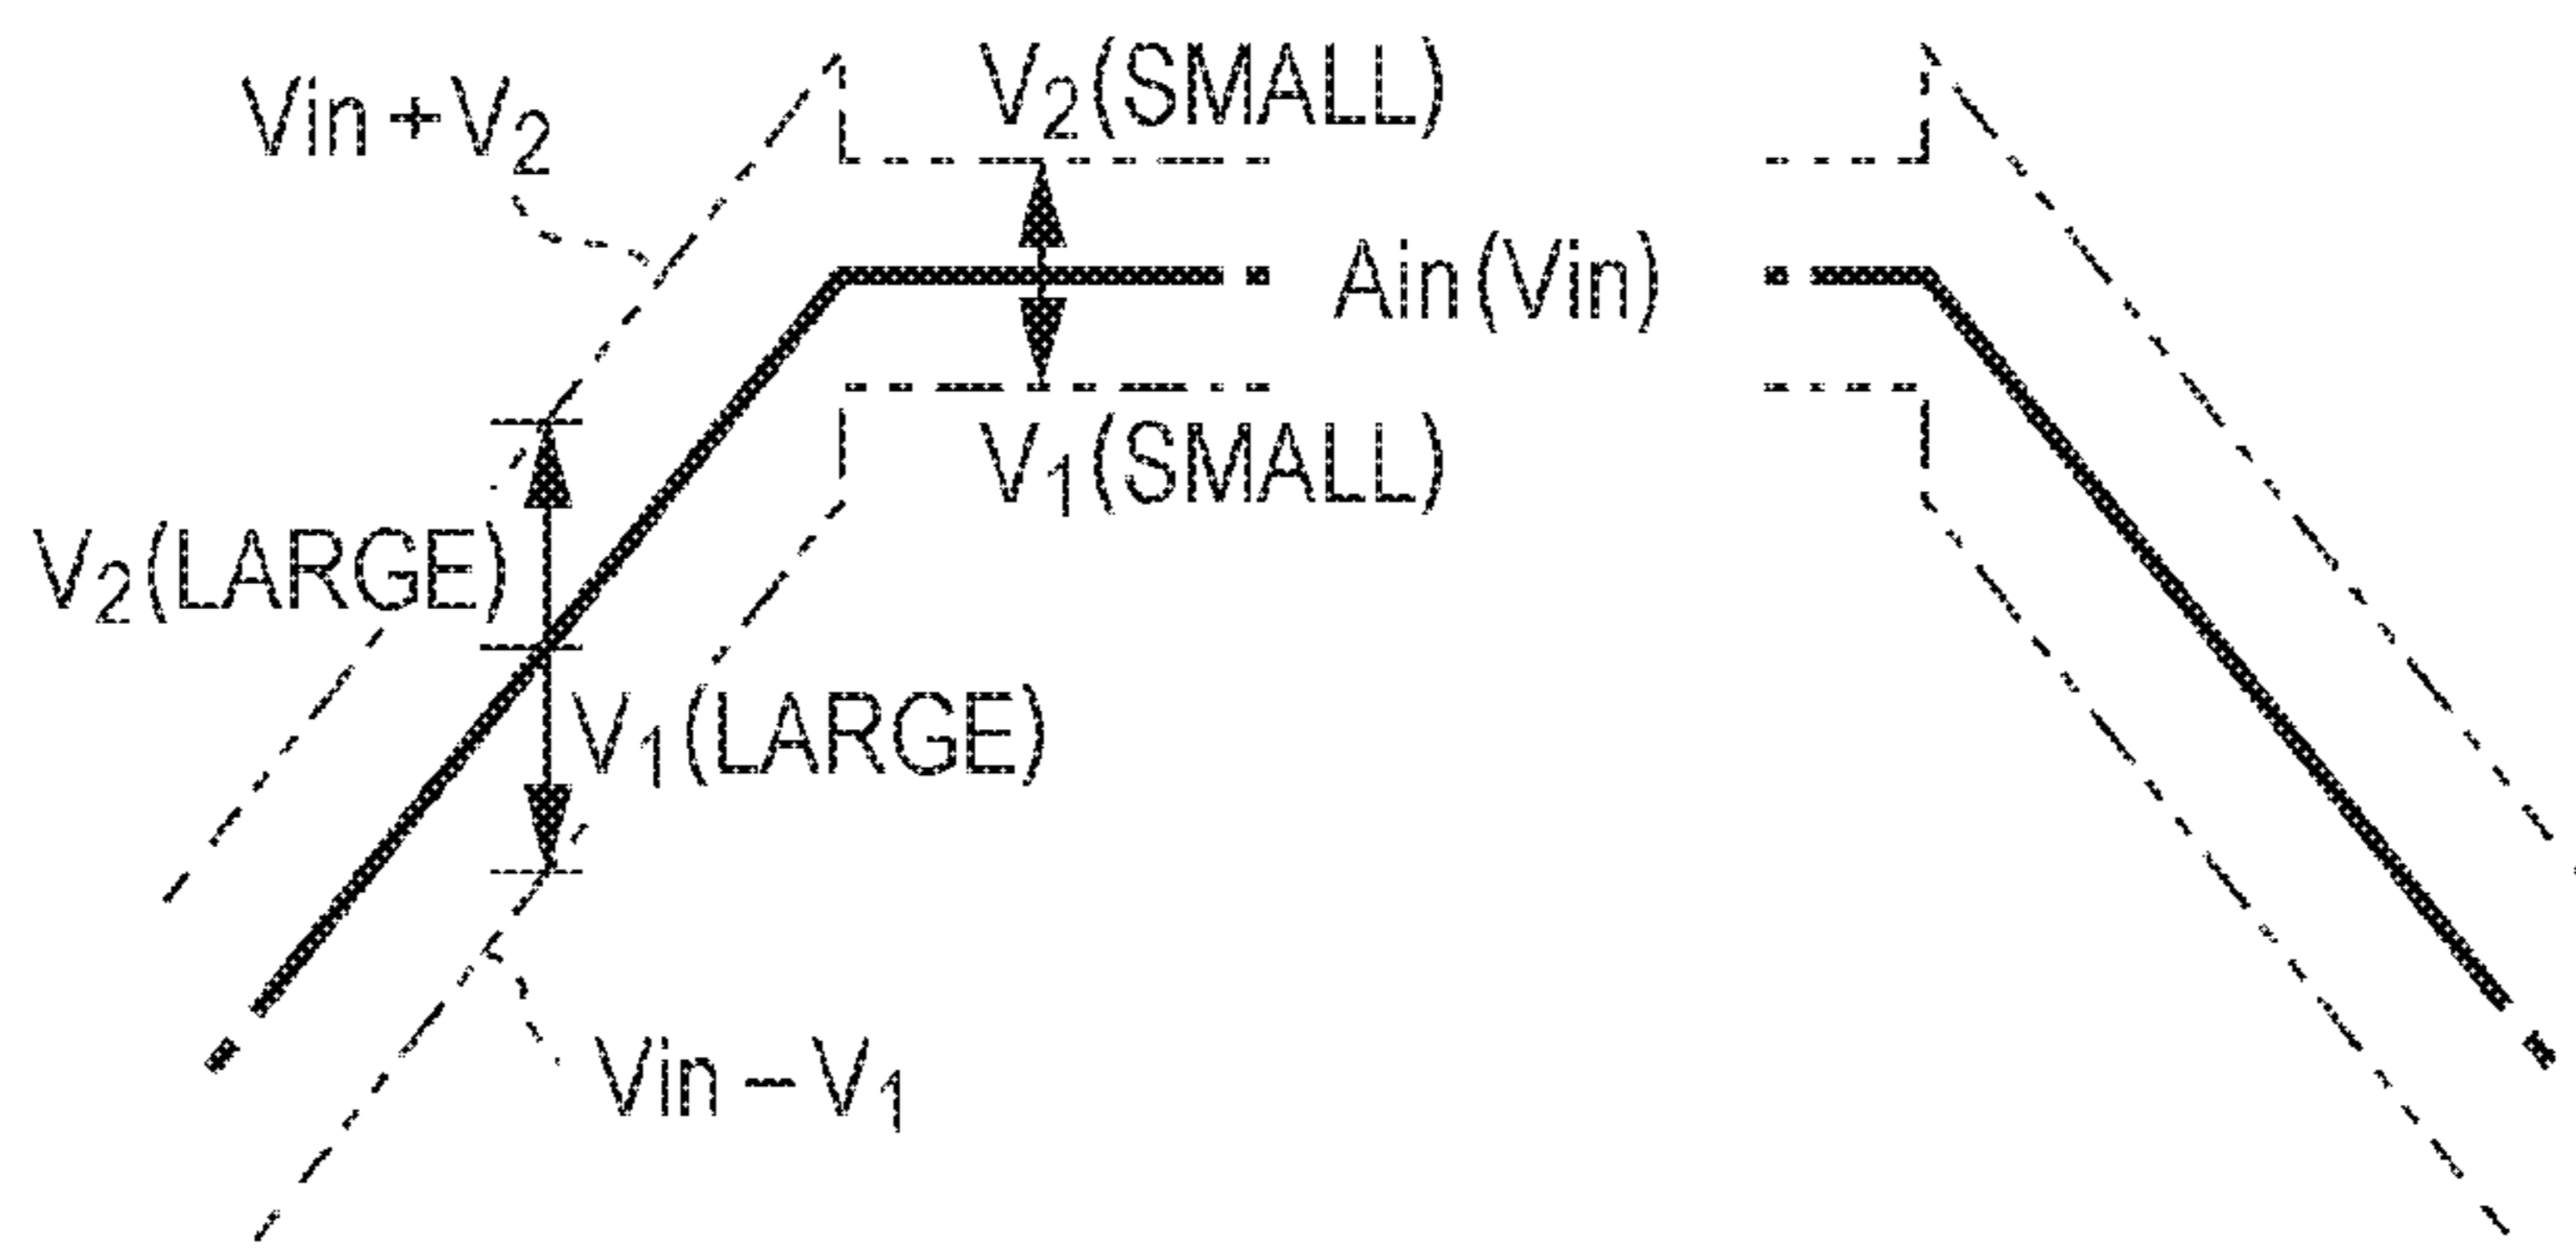 Vin + V2
V2(SMALL)
Ain(Vin)
V1(SMALL)
V2(LARGE)
V1(LARGE)
Vin – V1